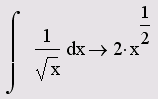 ∫ 1/√x dx → 2·x^(1/2)